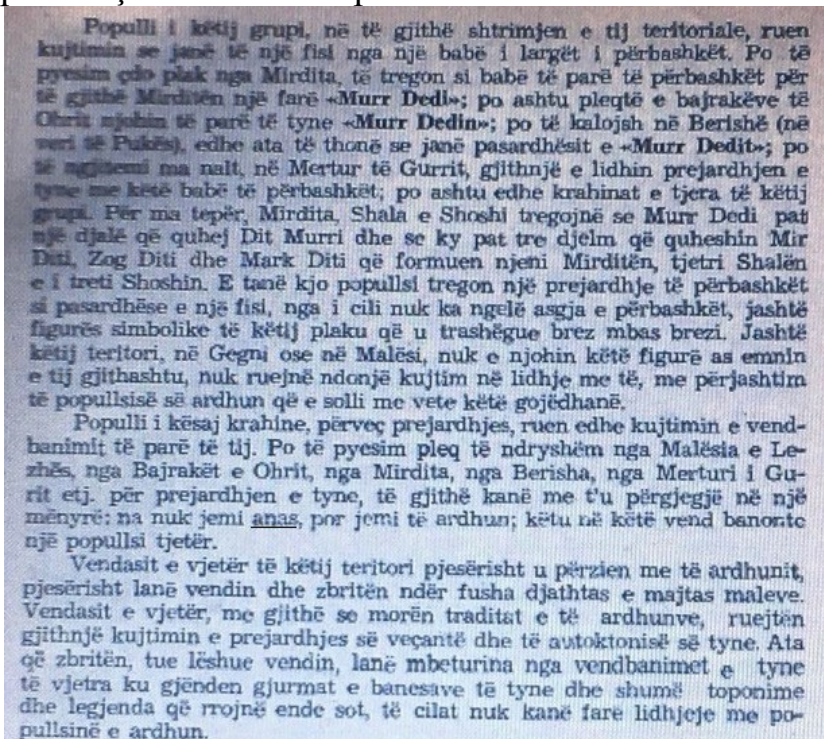 Populli i këtij grupi, në të gjithë shtrimjen e tij teritoriale, ruen
kujtimin se janë të një fisi nga një babë i largët i përbashkët. Po të
pyesim çdo plak nga Mirdita, të tregon si babë të parë të përbashkët për
të gjithë Mirditën një farë «Murr Dedi»; po ashtu pleqtë e bajrakëve të
Ohrit njohin të parë të tyne «Murr Dedin»; po të kalojsh në Berishë (në
veri të Pukës), edhe ata të thonë se janë pasardhësit e «Murr Dedit»; po
të ngjitemi ma nalt, në Mertur të Gurrit, gjithnjë e lidhin prejardhjen e
tyne me këtë babë të përbashkët; po ashtu edhe krahinat e tjera të këtij
grupi. Për ma tepër, Mirdita, Shala e Shoshi tregojnë se Murr Dedi pat
një djalë që quhej Dit Murri dhe se ky pat tre djelm që quheshin Mir
Diti, Zog Diti dhe Mark Diti që formuen njeni Mirditën, tjetri Shalën
e i treti Shoshin. E tanë kjo popullsi tregon një prejardhje të përbashkët
si pasardhëse e një fisi, nga i cili nuk ka ngelë asgja e përbashkët, jashtë
figurës simbolike të këtij plaku që u trashëgue brez mbas brezi. Jashtë
këtij teritori, në Gegni ose në Malësi, nuk e njohin këtë figurë as emnin
e tij gjithashtu, nuk ruejnë ndonjë kujtim në lidhje me të, me përjashtim
të popullsisë së ardhun që e solli me vete këtë gojëdhanë.
Populli i kësaj krahine, përveç prejardhjes, ruen edhe kujtimin e vend-
banimit të parë të tij. Po të pyesim pleq të ndryshëm nga Malësia e Le-
zhës, nga Bajrakët e Ohrit, nga Mirdita, nga Berisha, nga Merturi i Gu-
rit etj. për prejardhjen e tyne, të gjithë kanë me t'u përgjegjë në një
mënyrë: na nuk jemi anas, por jemi të ardhun; këtu në këtë vend banonte
një popullsi tjetër.
Vendasit e vjetër të këtij teritori pjesërisht u përzien me të ardhunit,
pjesërisht lanë vendin dhe zbritën ndër fusha djathtas e majtas maleve.
Vendasit e vjetër, me gjithë se morën traditat e të ardhunve, ruejtën
gjithnjë kujtimin e prejardhjes së veçantë dhe të autoktonisë së tyne. Ata
që zbritën, tue lëshue vendin, lanë mbeturina nga vendbanimet e tyne
të vjetra ku gjënden gjurmat e banesave të tyne dhe shumë toponime
dhe legjenda që rrojnë ende sot, të cilat nuk kanë fare lidhjeje me po-
pullsinë e ardhun.